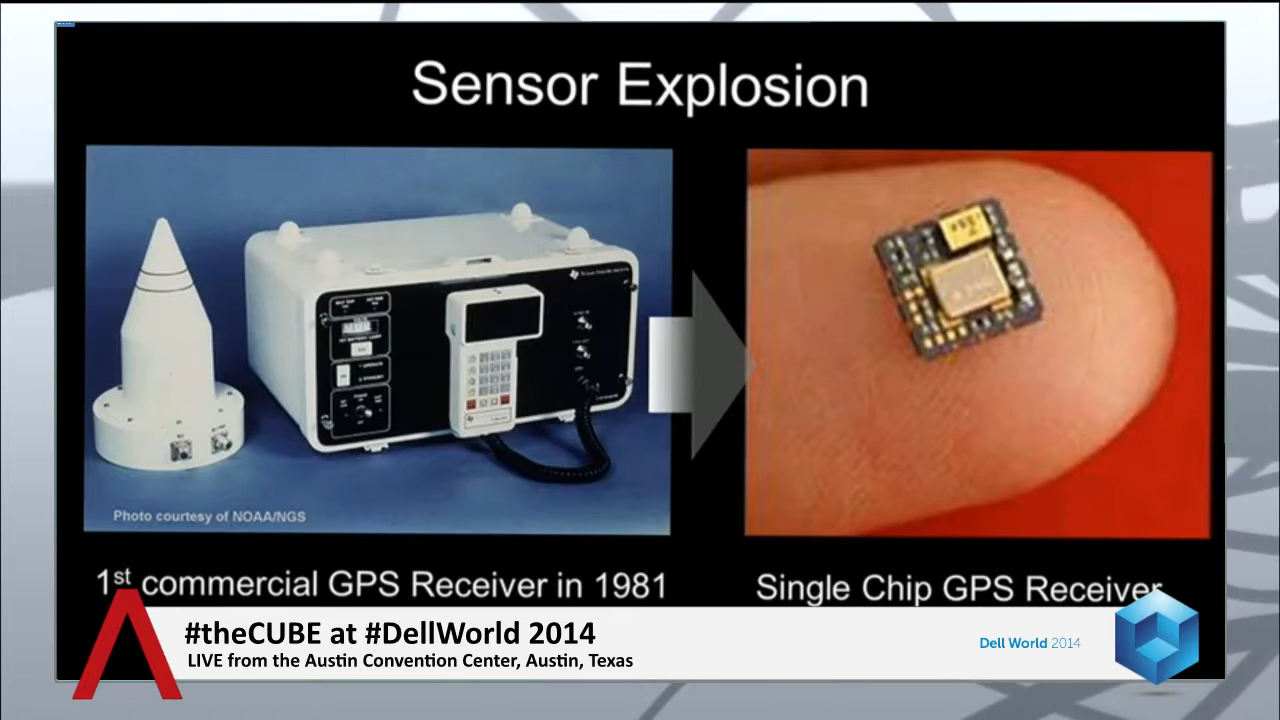 Sensor Explosion
Photo courtesy of NOAA/NGS
1st commercial GPS Receiver in 1981
Single Chip GPS Receiver
#theCUBE at #DellWorld 2014
LIVE from the Austin Convention Center, Austin, Texas
Dell World 2014